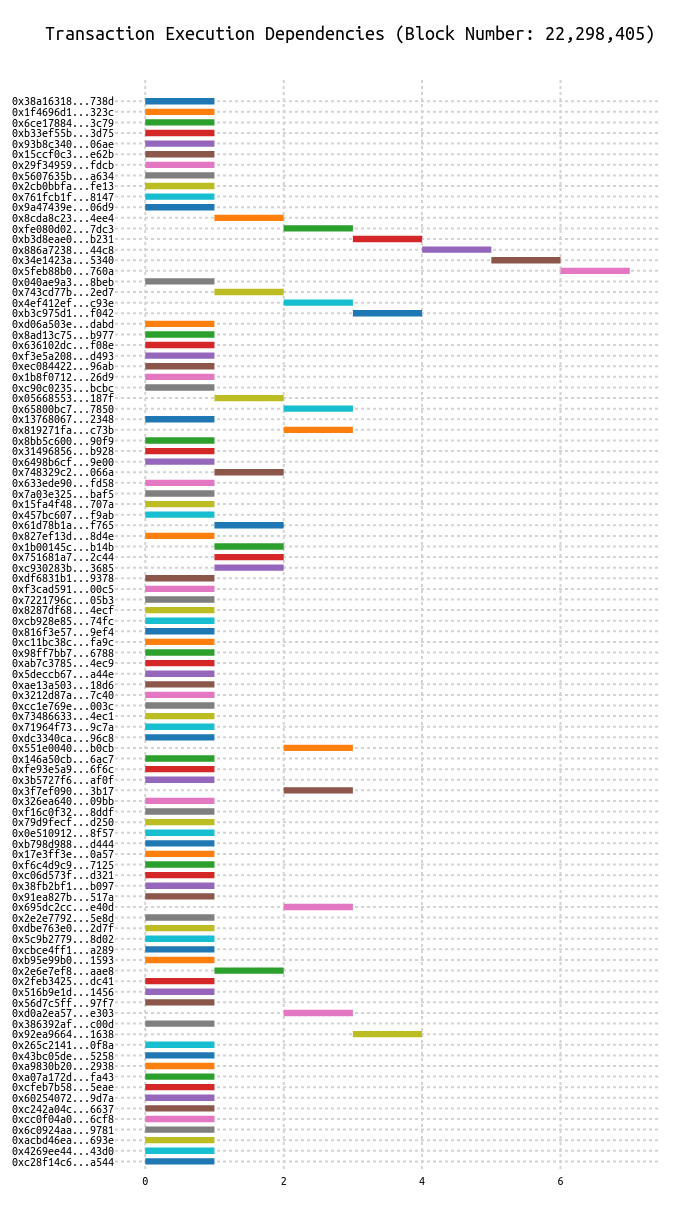 Transaction Execution Dependencies (Block Number: 22,298,405)
0x38a16318...738d
0x1f4696d1...323c
0x6ce17884...3c79
0xb33ef55b...3d75
0x93b8c340...06ae
0x15ccf0c3...e62b
0x29f34959...fdcb
0x5607635b...a634
0x2cb0bbfa...fe13
0x761fcb1f...8147
0x9a47439e...06d9
0x8cda8c23...4ee4
0xfe080d02...7dc3
0xb3d8eae0...b231
0x886a7238...44c8
0x34e1423a...5340
0x5feb88b0...760a
0x040ae9a3...8beb
0x743cd77b...2ed7
0x4ef412ef...c93e
0xb3c975d1...f042
0xd06a503e...dabd
0x8ad13c75...b977
0x636102dc...f08e
0xf3e5a208...d493
0xec084422...96ab
0x1b8f0712...26d9
0xc90c0235...bcbc
0x05668553...187f
0x65800bc7...7850
0x13768067...2348
0x819271fa...c73b
0x8bb5c600...90f9
0x31496856...b928
0x6498b6cf...9e00
0x748329c2...066a
0x633ede90...fd58
0x7a03e325...baf5
0x15fa4f48...707a
0x457bc607...f9ab
0x61d78b1a...f765
0x827ef13d...8d4e
0x1b00145c...b14b
0x751681a7...2c44
0xc930283b...3685
0xdf6831b1...9378
0xf3cad591...00c5
0x7221796c...05b3
0x8287df68...4ecf
0xcb928e85...74fc
0x816f3e57...9ef4
0xc11bc38c...fa9c
0x98ff7bb7...6788
0xab7c3785...4ec9
0x5deccb67...a44e
0xae13a503...18d6
0x3212d87a...7c40
0xcc1e769e...003c
0x73486633...4ec1
0x71964f73...9c7a
0xdc3340ca...96c8
0x551e0040...b0cb
0x146a50cb...6ac7
0xfe93e5a9...6f6c
0x3b5727f6...af0f
0x3f7ef090...3b17
0x326ea640...09bb
0xf16c0f32...8ddf
0x79d9fecf...d250
0x0e510912...8f57
0xb798d988...d444
0x17e3ff3e...0a57
0xf6c4d9c9...7125
0xc06d573f...d321
0x38fb2bf1...b097
0x91ea827b...517a
0x695dc2cc...e40d
0x2e2e7792...5e8d
0xdbe763e0...2d7f
0x5c9b2779...8d02
0xcbce4ff1...a289
0xb95e99b0...1593
0x2e6e7ef8...aae8
0x2feb3425...dc41
0x516b9e1d...1456
0x56d7c5ff...97f7
0xd0a2ea57...e303
0x386392af...c00d
0x92ea9664...1638
0x265c2141...0f8a
0x43bc05de...5258
0xa9830b20...2938
0xa07a172d...fa43
0xcfeb7b58...5eae
0x60254072...9d7a
0xc242a04c...6637
0xcc0f04a0...6cf8
0x6c0924aa...9781
0xacbd46ea...693e
0x4269ee44...43d0
0xc28f14c6...a544
0 2 4 6